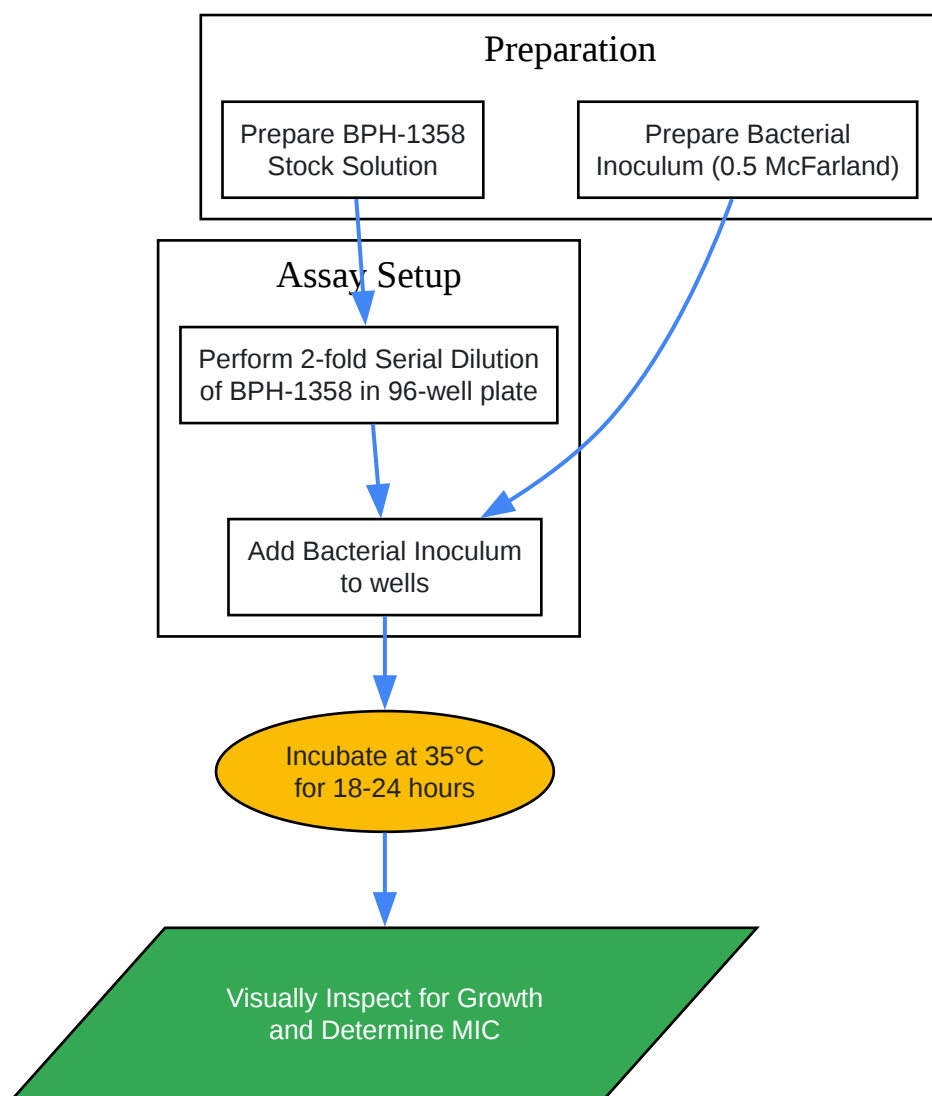 Preparation
Prepare BPH-1358
Stock Solution
Prepare Bacterial
Inoculum (0.5 McFarland)
Assay Setup
Perform 2-fold Serial Dilution
of BPH-1358 in 96-well plate
Add Bacterial Inoculum
to wells
Incubate at 35°C
for 18-24 hours
Visually Inspect for Growth
and Determine MIC